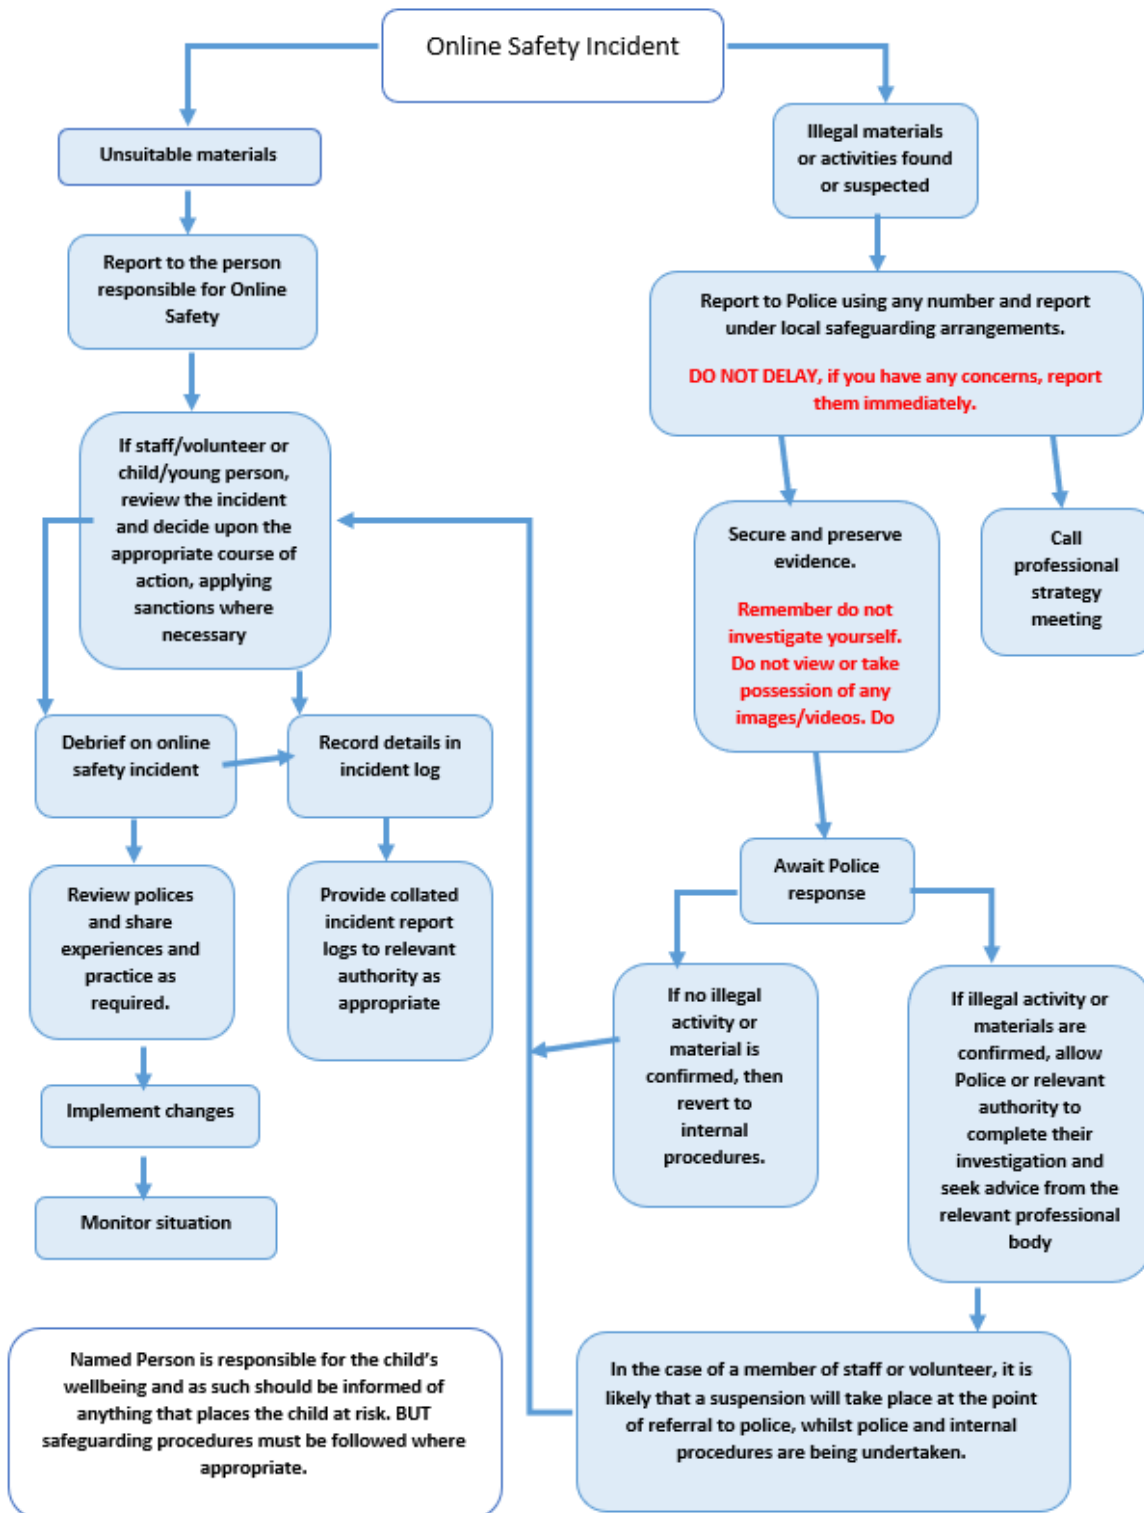 Online Safety Incident
Unsuitable materials
Illegal materials
or activities found
or suspected
Report to the person
responsible for Online
Safety
Report to Police using any number and report
under local safeguarding arrangements.
DO NOT DELAY, if you have any concerns, report
them immediately.
If staff/volunteer or
child/young person,
review the incident
and decide upon the
appropriate course of
action, applying
sanctions where
necessary
Secure and preserve
evidence.
Remember do not
investigate yourself.
Do not view or take
possession of any
images/videos. Do
Call
professional
strategy
meeting
Debrief on online
safety incident
Record details in
incident log
Review polices
and share
experiences and
practice as
required.
Provide collated
incident report
logs to relevant
authority as
appropriate
Await Police
response
If no illegal
activity or
material is
confirmed, then
revert to
internal
procedures.
If illegal activity or
materials are
confirmed, allow
Police or relevant
authority to
complete their
investigation and
seek advice from the
relevant professional
body
Implement changes
Monitor situation
Named Person is responsible for the child's
wellbeing and as such should be informed of
anything that places the child at risk. BUT
safeguarding procedures must be followed where
appropriate.
In the case of a member of staff or volunteer, it is
likely that a suspension will take place at the point
of referral to police, whilst police and internal
procedures are being undertaken.